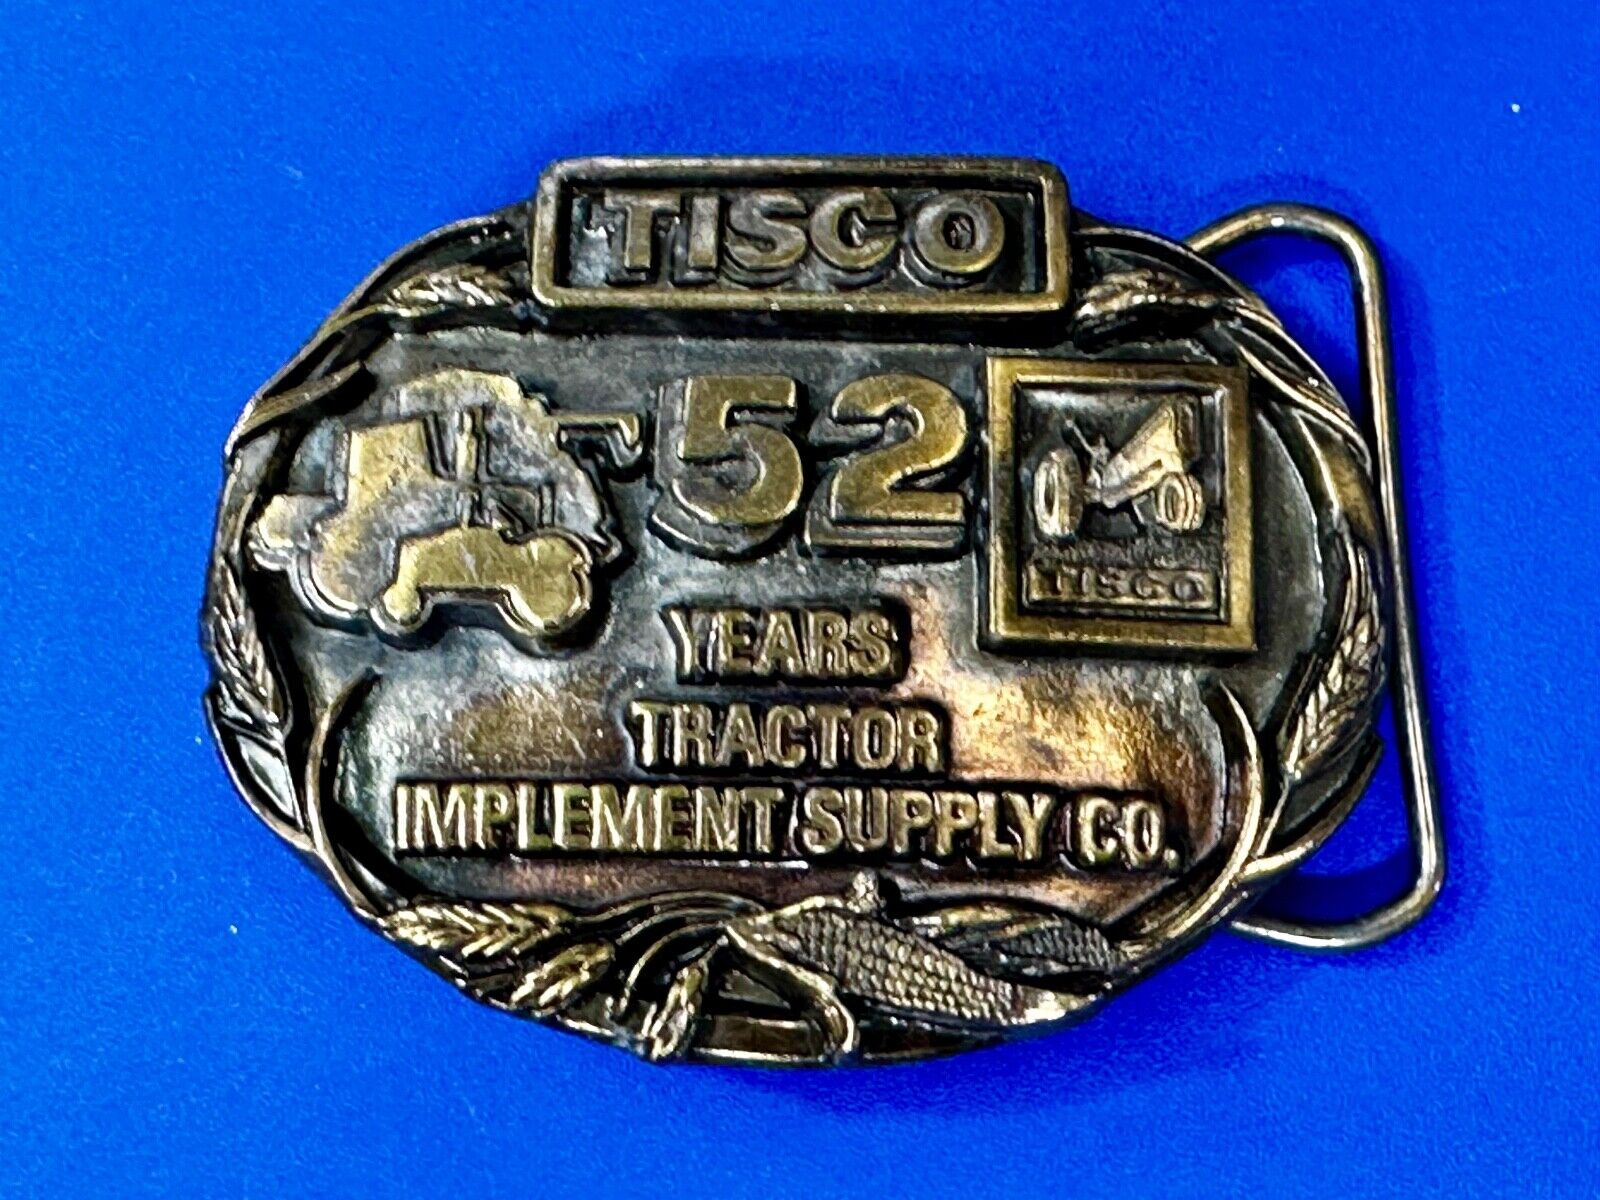 TISCO
52
TISCO
YEARS
TRACTOR
IMPLEMENT SUPPLY CO.